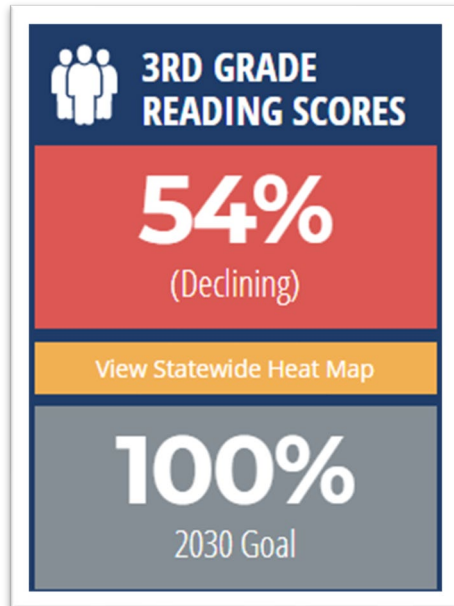 3RD GRADE
READING SCORES
54%
(Declining)
View Statewide Heat Map
100%
2030 Goal